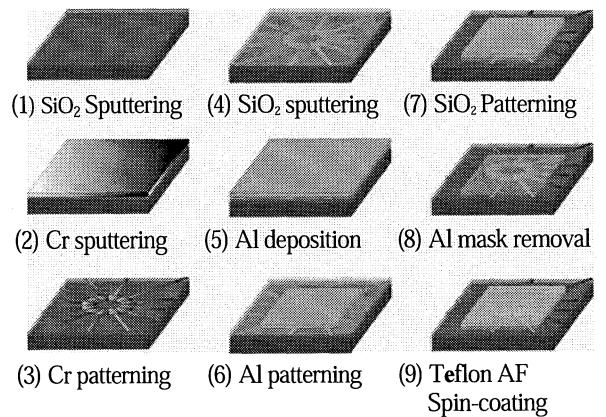 (1) SiO₂ Sputtering
(4) SiO₂ sputtering
(7) SiO₂ Patterning
(2) Cr sputtering
(5) Al deposition
(8) Al mask removal
(3) Cr patterning
(6) Al patterning
(9) Teflon AF
Spin-coating